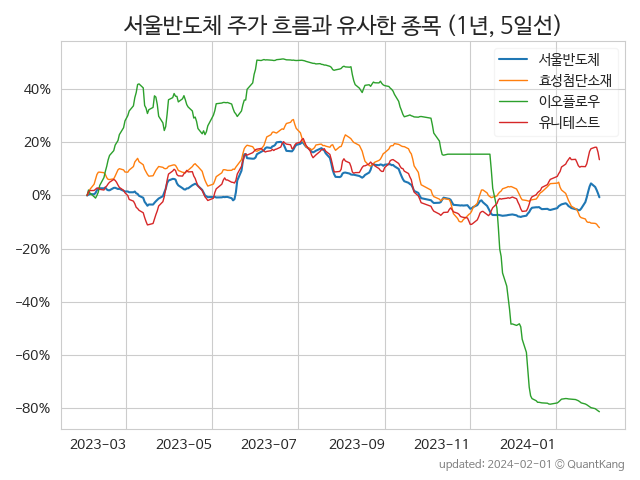 서울반도체 주가 흐름과 유사한 종목 (1년, 5일선)
서울반도체
효성첨단소재
이오플로우
유니테스트
40%
20%
0%
−20%
−40%
−60%
−80%
2023-03 2023-05 2023-07 2023-09 2023-11 2024-01
updated: 2024-02-01 © QuantKang